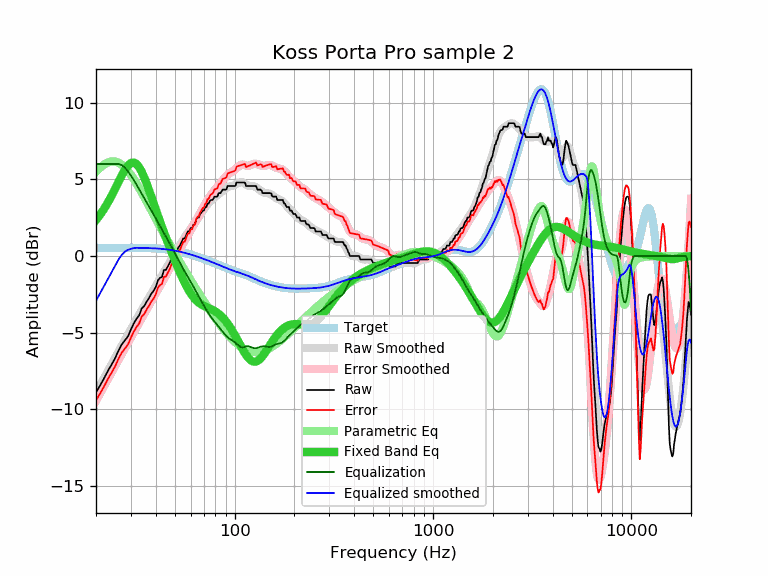 Koss Porta Pro sample 2
Amplitude (dBr)
10
5
0
−5
−10
−15
Target
Raw Smoothed
Error Smoothed
Raw
Error
Parametric Eq
Fixed Band Eq
Equalization
Equalized smoothed
100
1000
10000
Frequency (Hz)